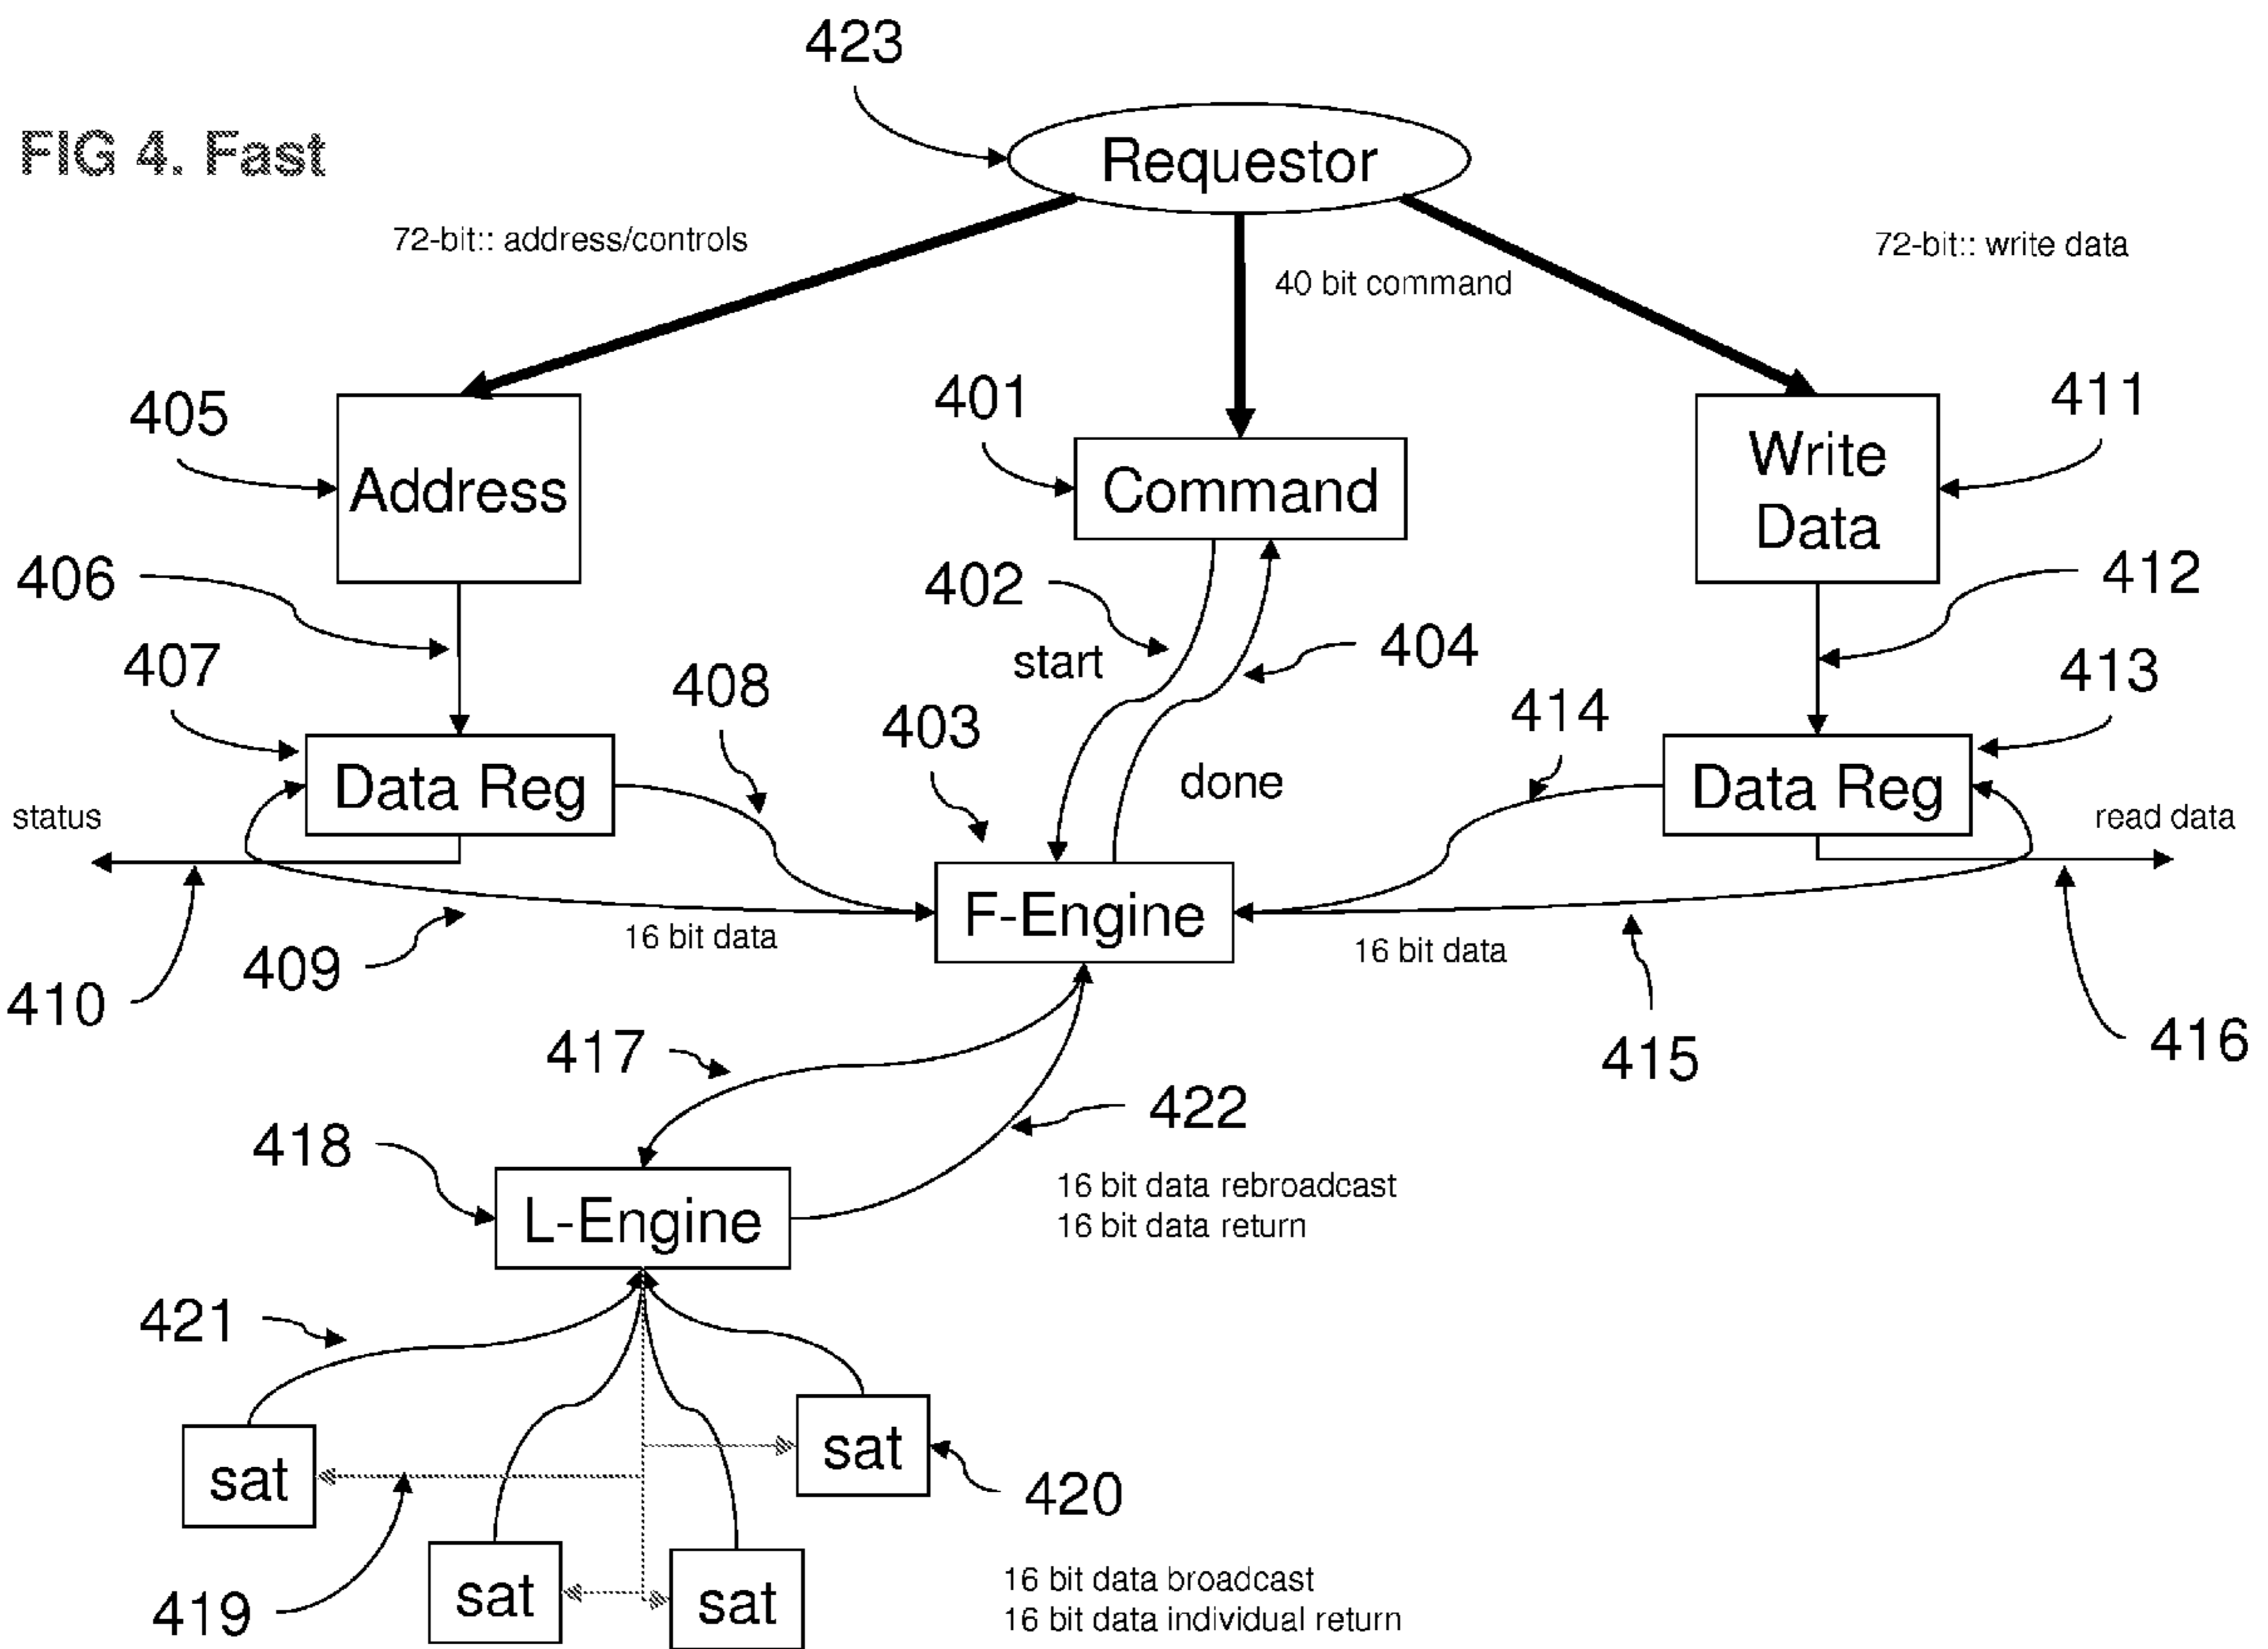 423
FIG 4. Fast
Requestor
72-bit:: address/controls
40 bit command
72-bit:: write data
405
401
411
Address
Command
Write
Data
406
402
412
start
404
407
408
403
414
413
done
Data Reg
Data Reg
status
read data
F-Engine
16 bit data
16 bit data
409
410
415
416
417
422
418
L-Engine
16 bit data rebroadcast
16 bit data return
421
sat
sat
420
419
sat
sat
16 bit data broadcast
16 bit data individual return